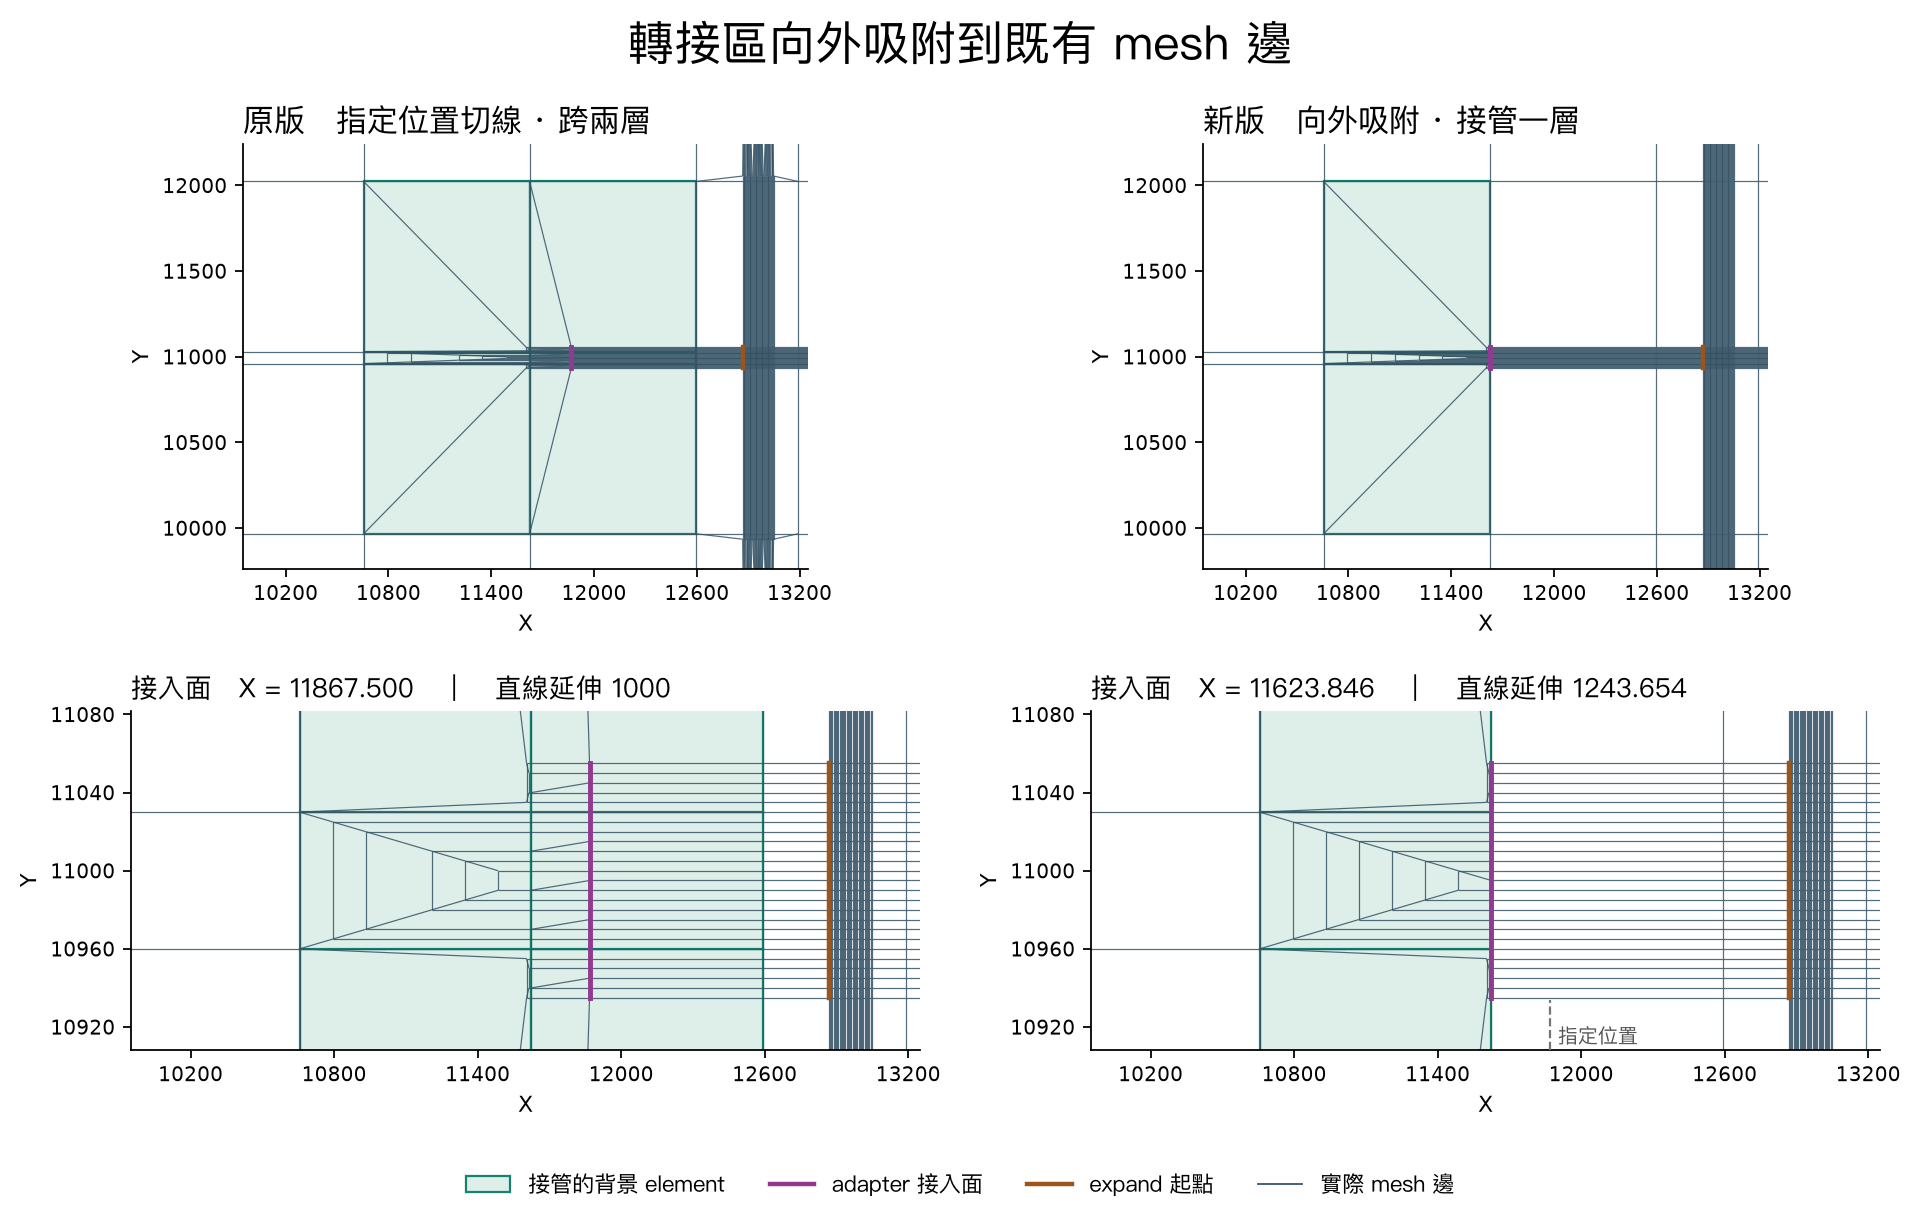 轉接區向外吸附到既有 mesh 邊
原版　指定位置切線・跨兩層
新版　向外吸附・接管一層
12000
11500
11000
10500
10000
Y
10200 10800 11400 12000 12600 13200
X
12000
11500
11000
10500
10000
Y
10200 10800 11400 12000 12600 13200
X
接入面　X = 11867.500　|　直線延伸 1000
11080
11040
11000
10960
10920
Y
10200 10800 11400 12000 12600 13200
X
接入面　X = 11623.846　|　直線延伸 1243.654
11080
11040
11000
10960
10920
Y
指定位置
10200 10800 11400 12000 12600 13200
X
接管的背景 element　adapter 接入面　expand 起點　實際 mesh 邊